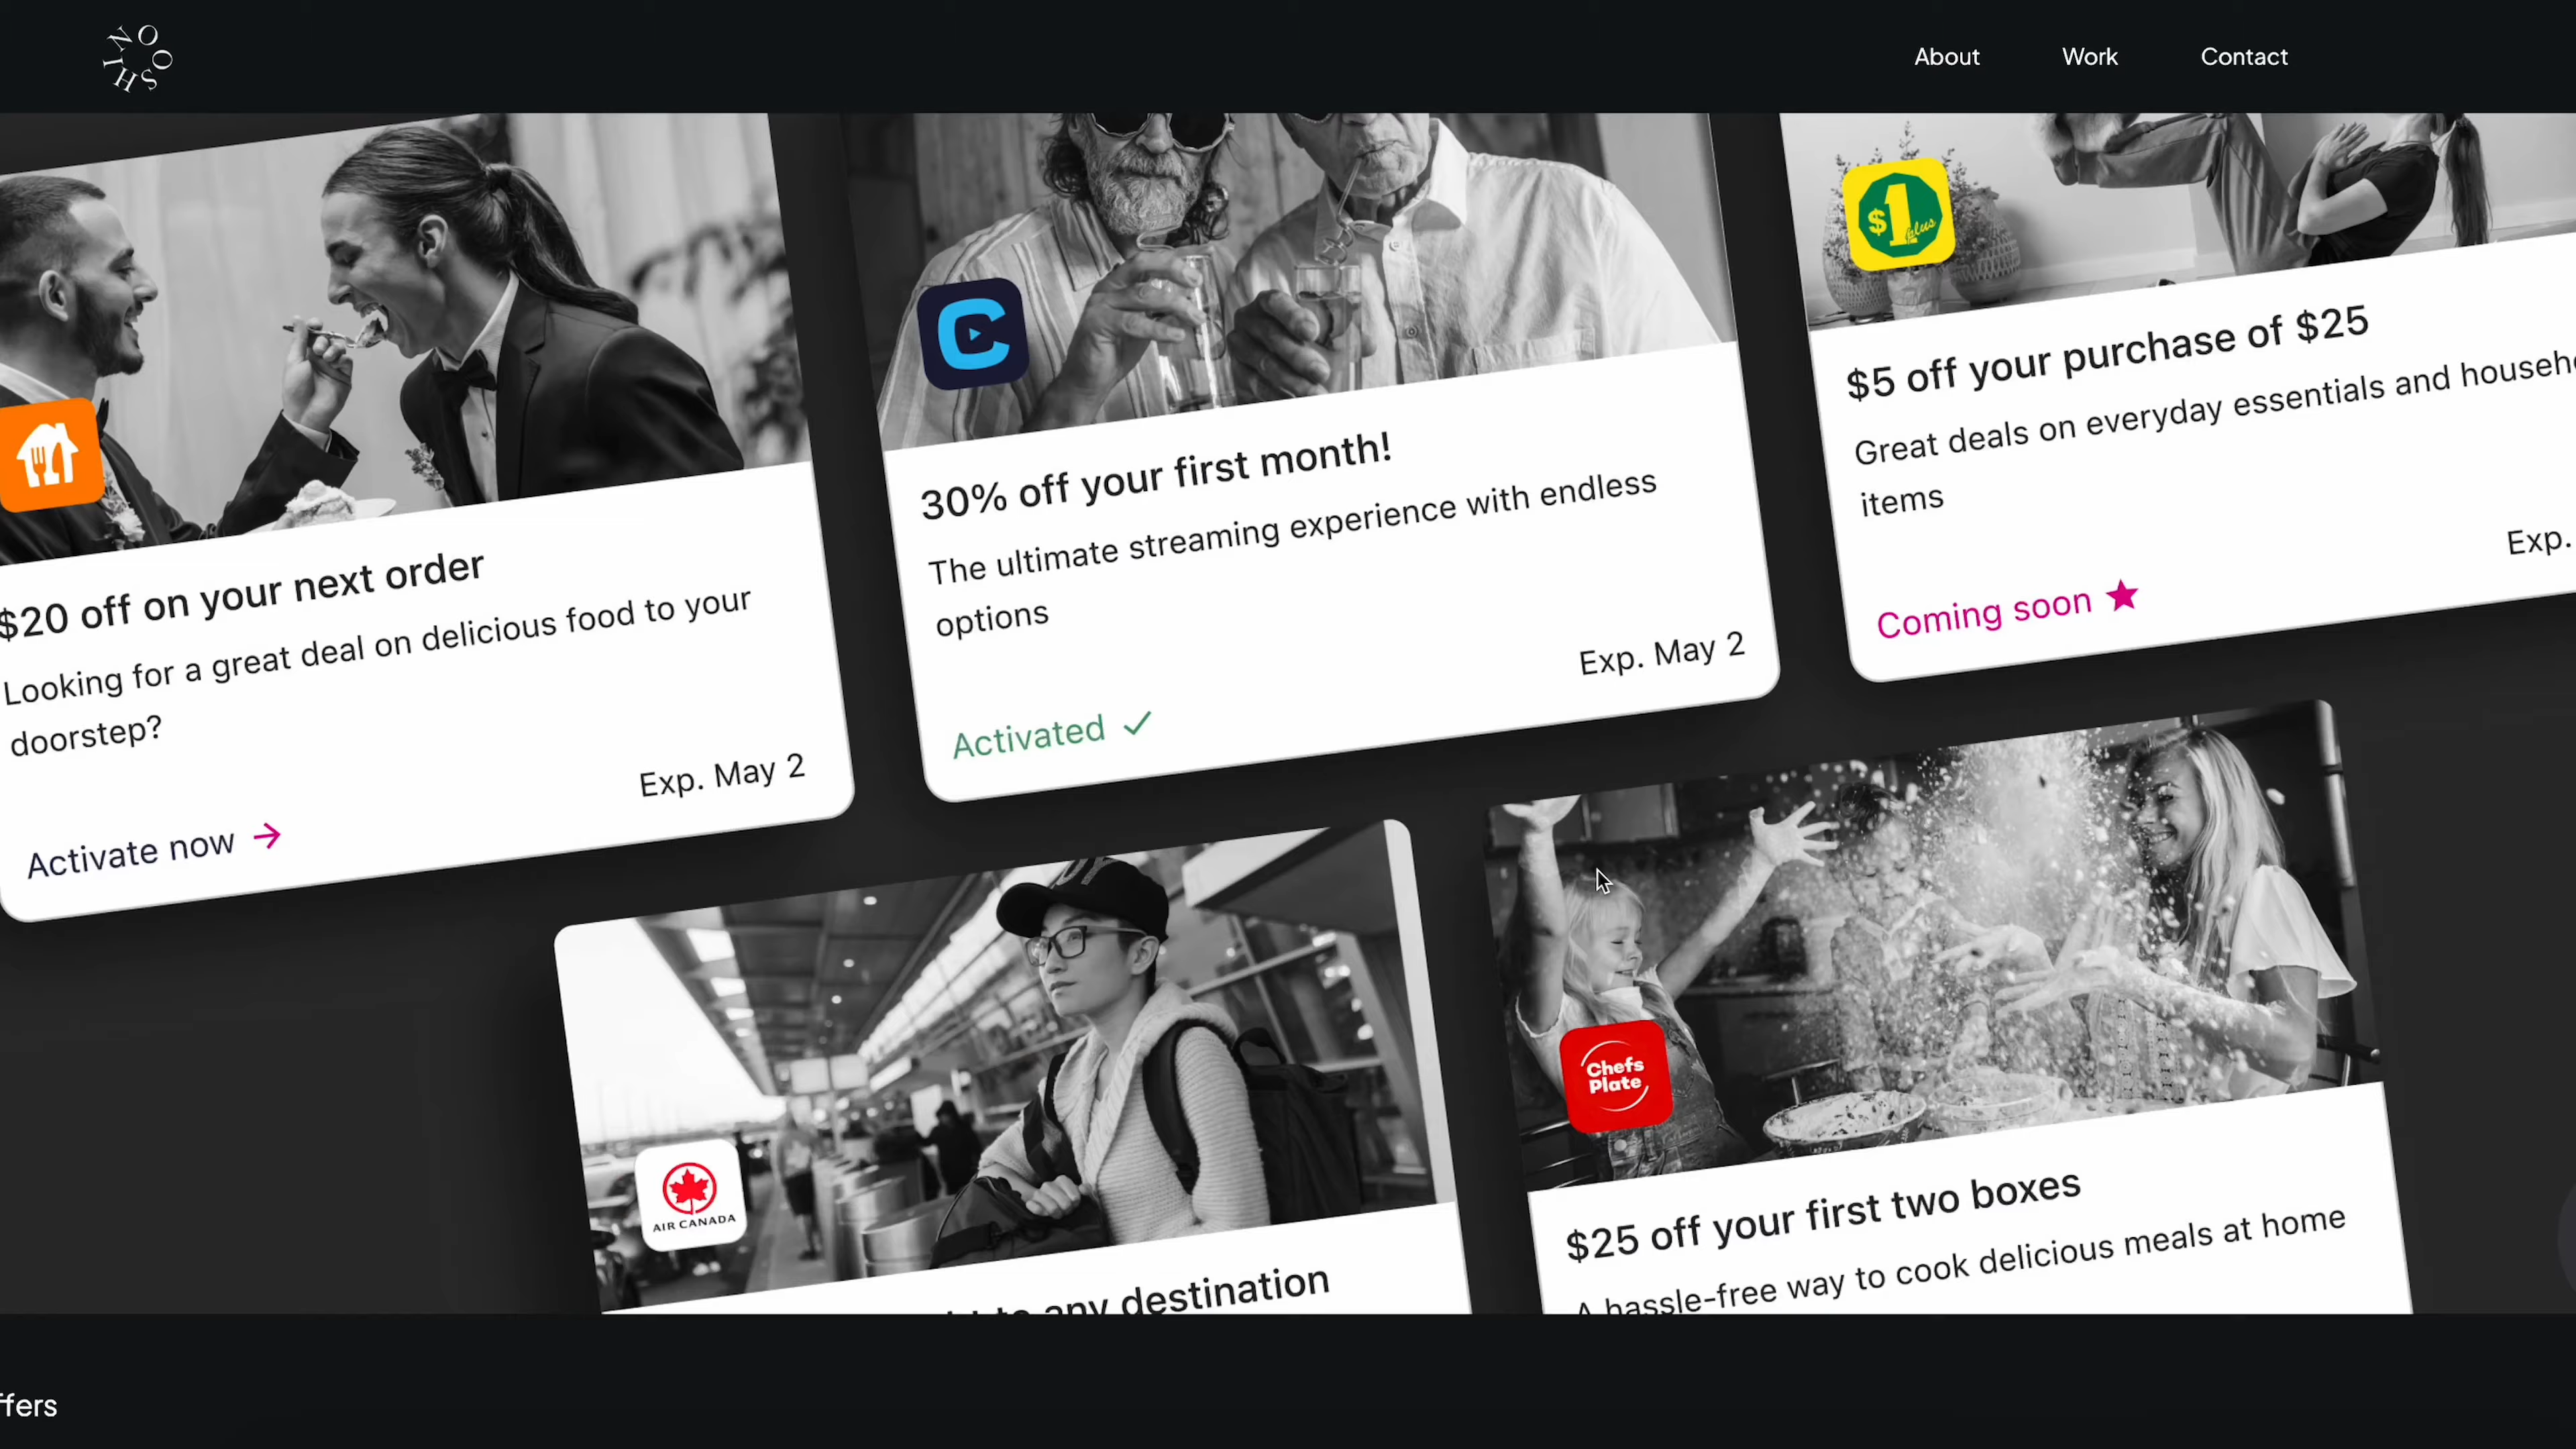 NOOSHIN
About
Work
Contact
$20 off on your next order
Looking for a great deal on delicious food to your
doorstep?
Exp. May 2
Activate now
30% off your first month!
The ultimate streaming experience with endless
options
Exp. May 2
Activated
$1
plus
$5 off your purchase of $25
Great deals on everyday essentials and
items
Exp.
Coming soon
AIR CANADA
to any destination
Chefs
Plate
$25 off your first two boxes
A hassle-free way to cook delicious meals at home